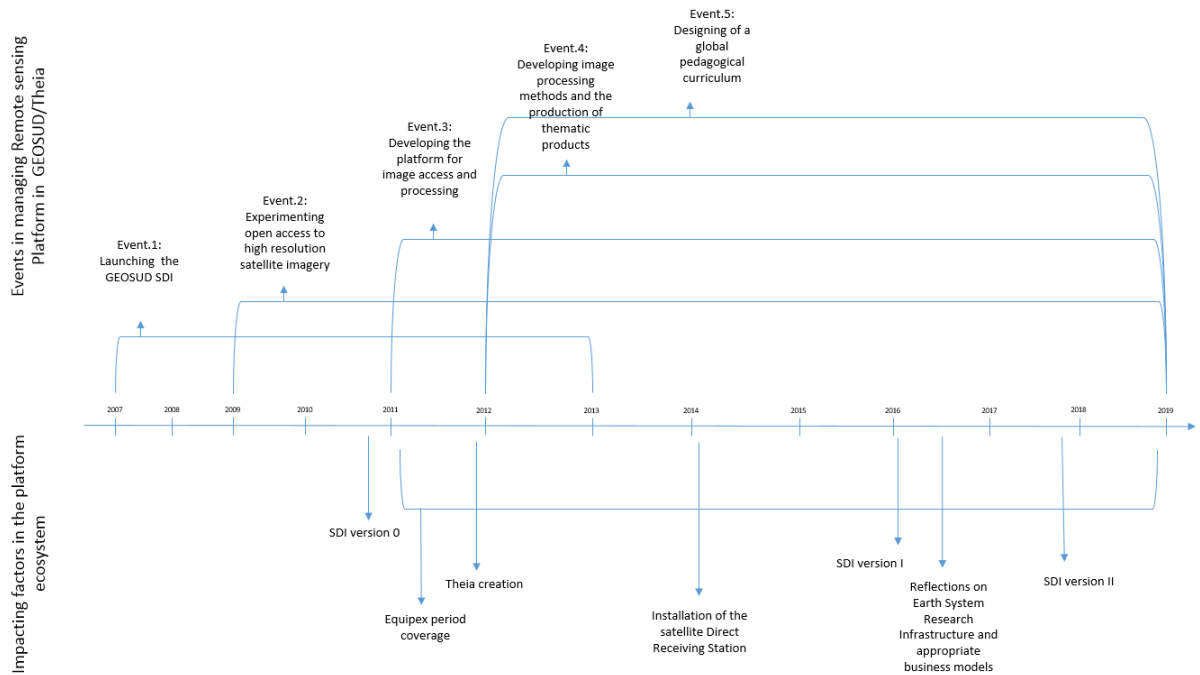 Events in managing Remote sensing
Platform in GEOSUD/Theia
Event.1:
Launching the
GEOSUD SDI
Event.2:
Experimenting
open access to
high resolution
satellite imagery
Event.3:
Developing the
platform for
image access and
processing
Event.4:
Developing image
processing
methods and the
production of
thematic
products
Event.5:
Designing of a
global
pedagogical
curriculum
2007
2008
2009
2010
2011
2012
2013
2014
2015
2016
2017
2018
2019
Impacting factors in the platform
ecosystem
SDI version 0
Equipex period
coverage
Theia creation
Installation of the
satellite Direct
Receiving Station
SDI version I
Reflections on
Earth System
Research
Infrastructure and
appropriate
business models
SDI version II